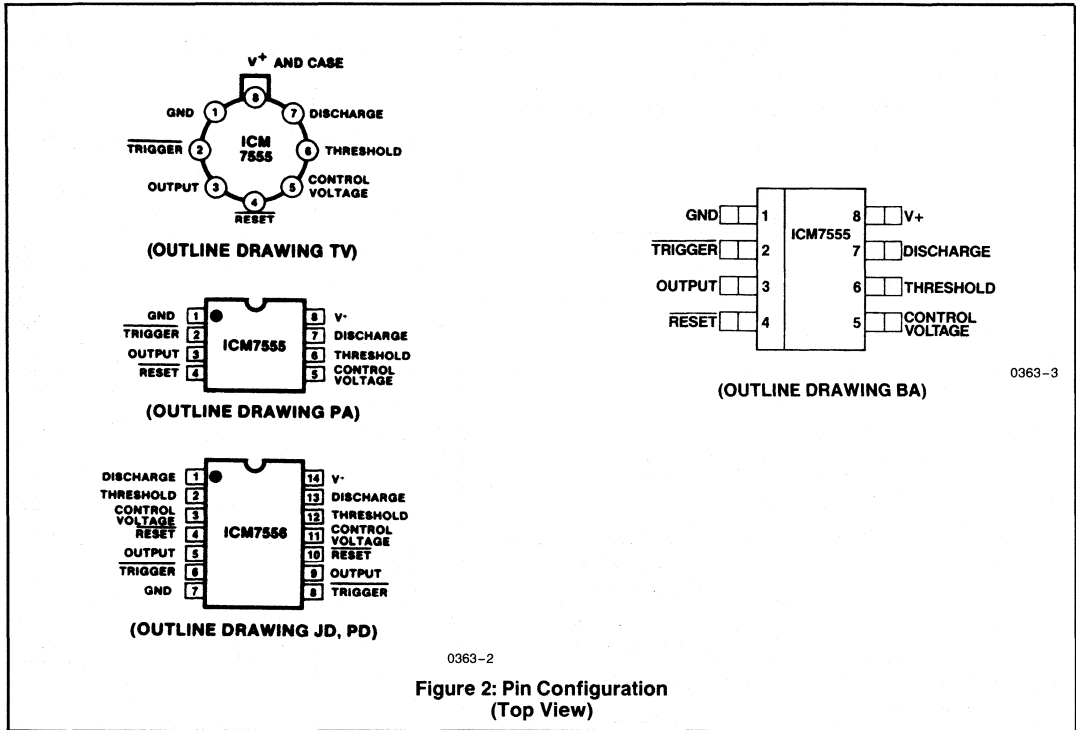 V+ AND CASE
8
GND 1
7 DISCHARGE
TRIGGER 2
ICM
7555
6 THRESHOLD
OUTPUT 3
5 CONTROL
VOLTAGE
4
RESET
(OUTLINE DRAWING TV)
GND 1
8 V+
TRIGGER 2
7 DISCHARGE
OUTPUT 3
ICM7555
6 THRESHOLD
RESET 4
5 CONTROL
VOLTAGE
(OUTLINE DRAWING PA)
DISCHARGE 1
14 V+
THRESHOLD 2
13 DISCHARGE
CONTROL
VOLTAGE 3
12 THRESHOLD
RESET 4
ICM7556
11 CONTROL
VOLTAGE
OUTPUT 5
10 RESET
TRIGGER 6
9 OUTPUT
GND 7
8 TRIGGER
(OUTLINE DRAWING JD, PD)
0363-2
GND 1
8 V+
ICM7555
TRIGGER 2
7 DISCHARGE
OUTPUT 3
6 THRESHOLD
RESET 4
5 CONTROL
VOLTAGE
0363-3
(OUTLINE DRAWING BA)
Figure 2: Pin Configuration
(Top View)